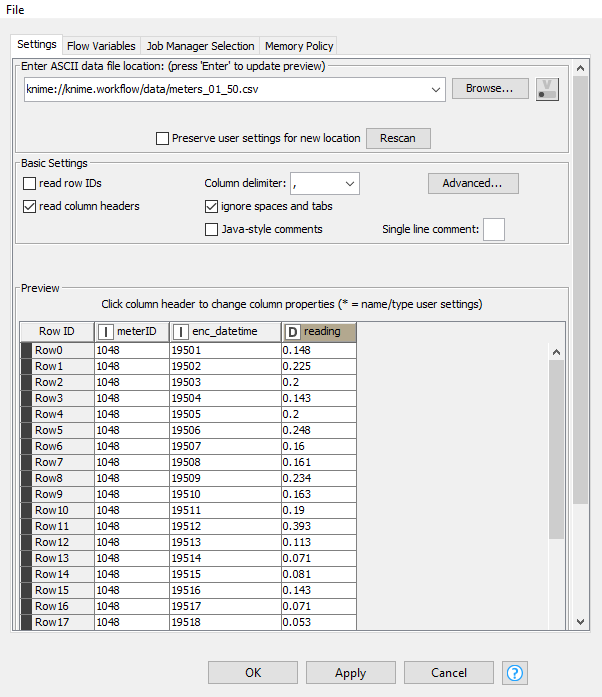 File
Settings Flow Variables Job Manager Selection Memory Policy
Enter ASCII data file location: (press 'Enter' to update preview)
knime://knime.workflow/data/meters_01_50.csv Browse... V
Preserve user settings for new location Rescan
Basic Settings
read row IDs Column delimiter: , Advanced...
read column headers ignore spaces and tabs
Java-style comments Single line comment:
Preview
Click column header to change column properties (* = name/type user settings)
Row ID I meterID I enc_datetime D reading
Row0 1048 19501 0.148
Row1 1048 19502 0.225
Row2 1048 19503 0.2
Row3 1048 19504 0.143
Row4 1048 19505 0.2
Row5 1048 19506 0.248
Row6 1048 19507 0.16
Row7 1048 19508 0.161
Row8 1048 19509 0.234
Row9 1048 19510 0.163
Row10 1048 19511 0.19
Row11 1048 19512 0.393
Row12 1048 19513 0.113
Row13 1048 19514 0.071
Row14 1048 19515 0.081
Row15 1048 19516 0.143
Row16 1048 19517 0.071
Row17 1048 19518 0.053
OK Apply Cancel ?